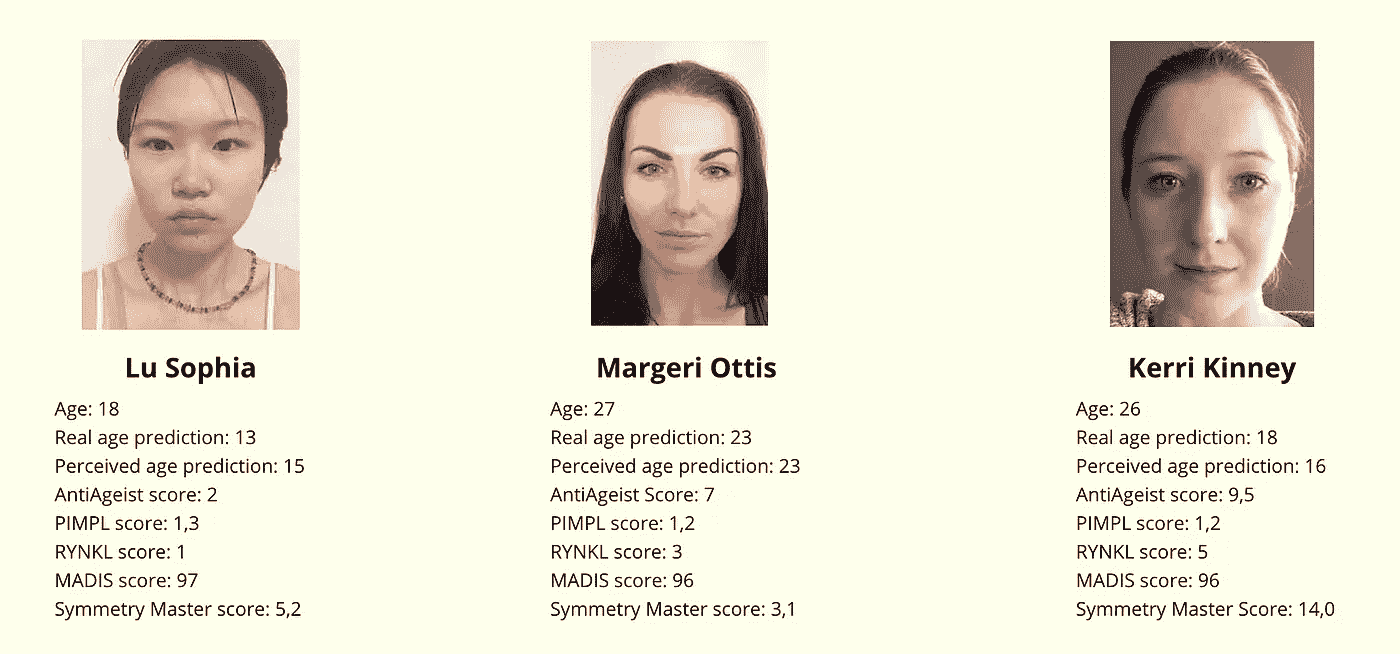 Lu Sophia
Age: 18
Real age prediction: 13
Perceived age prediction: 15
AntiAgeist score: 2
PIMPL score: 1,3
RYNKL score: 1
MADIS score: 97
Symmetry Master score: 5,2
Margeri Ottis
Age: 27
Real age prediction: 23
Perceived age prediction: 23
AntiAgeist Score: 7
PIMPL score: 1,2
RYNKL score: 3
MADIS score: 96
Symmetry Master score: 3,1
Kerri Kinney
Age: 26
Real age prediction: 18
Perceived age prediction: 16
AntiAgeist score: 9,5
PIMPL score: 1,2
RYNKL score: 5
MADIS score: 96
Symmetry Master Score: 14,0